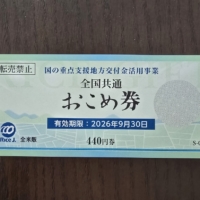 転売禁止
国の重点支援地方交付金活用事業
全国共通
おこめ券
有効期限：2026年9月30日
440円券
全米販